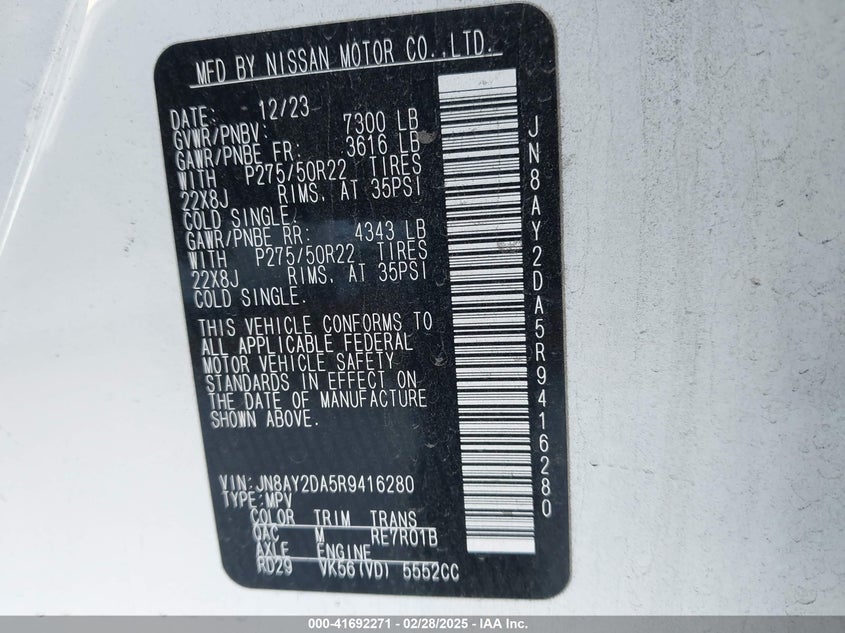 MFD BY NISSAN MOTOR CO.,LTD.
DATE: 12/23
GVWR/PNBV: 7300 LB
GAWR/PNBE FR: 3616 LB
WITH P275/50R22 TIRES
22X8J RIMS, AT 35PSI
COLD SINGLE.
GAWR/PNBE RR: 4343 LB
WITH P275/50R22 TIRES
22X8J RIMS, AT 35PSI
COLD SINGLE.
THIS VEHICLE CONFORMS TO
ALL APPLICABLE FEDERAL
MOTOR VEHICLE SAFETY
STANDARDS IN EFFECT ON
THE DATE OF MANUFACTURE
SHOWN ABOVE.
VIN:JN8AY2DA5R9416280
TYPE:MPV
COLOR TRIM TRANS
QAC M RE7R01B
AXLE ENGINE
RD29 VK56(VD) 5552CC
JN8AY2DA5R9416280
000-41692271 - 02/28/2025 - IAA Inc.